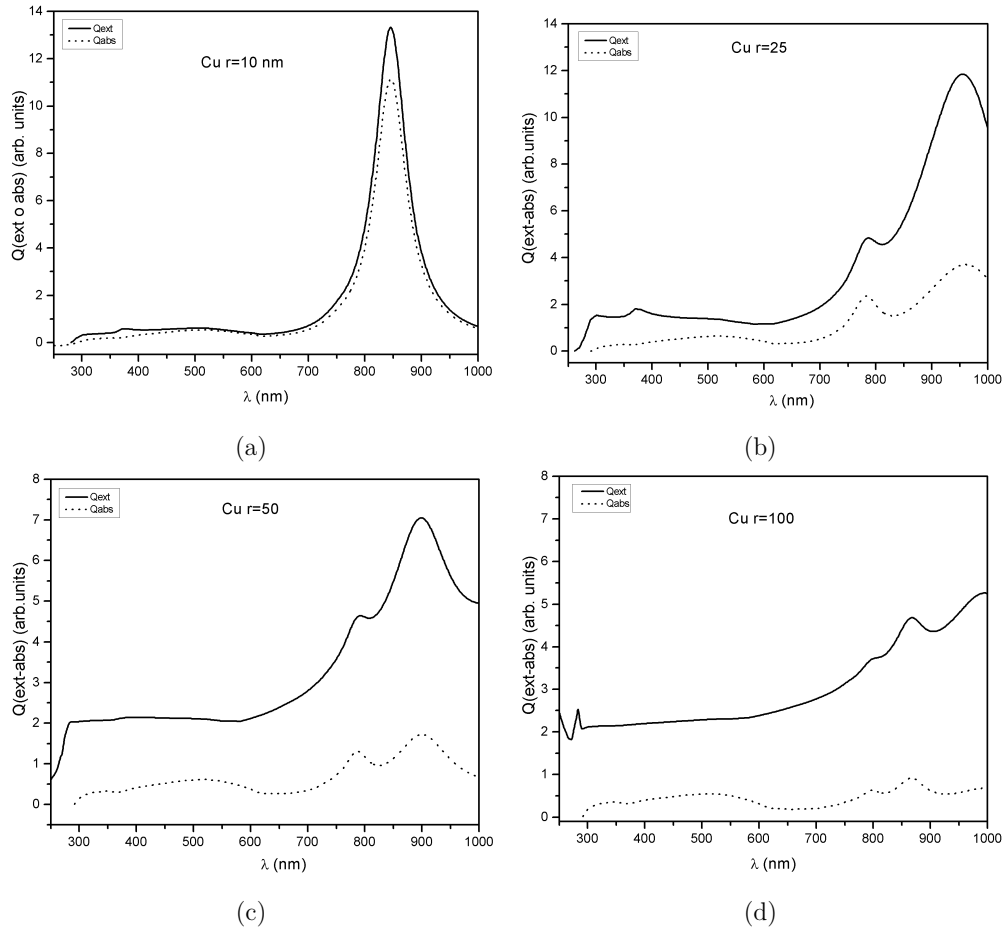 Qext
Qabs
Cu r=10 nm
Q(ext o abs) (arb. units)
14
12
10
8
6
4
2
0
300 400 500 600 700 800 900 1000
λ (nm)
(a)
Qext
Qabs
Cu r=25
Q(ext-abs) (arb.units)
14
12
10
8
6
4
2
0
300 400 500 600 700 800 900 1000
λ (nm)
(b)
Qext
Qabs
Cu r=50
Q(ext-abs) (arb.units)
8
7
6
5
4
3
2
1
0
300 400 500 600 700 800 900 1000
λ (nm)
(c)
Qext
Qabs
Cu r=100
Q(ext-abs) (arb.units)
8
7
6
5
4
3
2
1
0
300 400 500 600 700 800 900 1000
λ (nm)
(d)